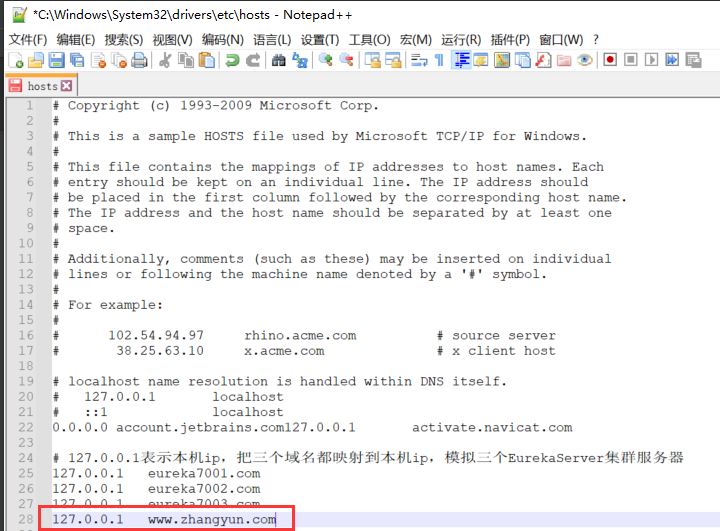 *C:\Windows\System32\drivers\etc\hosts - Notepad++
文件(F) 编辑(E) 搜索(S) 视图(V) 编码(N) 语言(L) 设置(T) 工具(O) 宏(M) 运行(R) 插件(P) 窗口(W) ?
hosts
1 # Copyright (c) 1993-2009 Microsoft Corp.
2 #
3 # This is a sample HOSTS file used by Microsoft TCP/IP for Windows.
4 #
5 # This file contains the mappings of IP addresses to host names. Each
6 # entry should be kept on an individual line. The IP address should
7 # be placed in the first column followed by the corresponding host name.
8 # The IP address and the host name should be separated by at least one
9 # space.
10 #
11 # Additionally, comments (such as these) may be inserted on individual
12 # lines or following the machine name denoted by a '#' symbol.
13 #
14 # For example:
15 #
16 #      102.54.94.97     rhino.acme.com          # source server
17 #       38.25.63.10     x.acme.com              # x client host
18
19 # localhost name resolution is handled within DNS itself.
20 #   127.0.0.1       localhost
21 #   ::1             localhost
22 0.0.0.0 account.jetbrains.com127.0.0.1       activate.navicat.com
23
24 # 127.0.0.1表示本机ip，把三个域名都映射到本机ip，模拟三个EurekaServer集群服务器
25 127.0.0.1   eureka7001.com
26 127.0.0.1   eureka7002.com
27 127.0.0.1   eureka7003.com
28 127.0.0.1   www.zhangyun.com